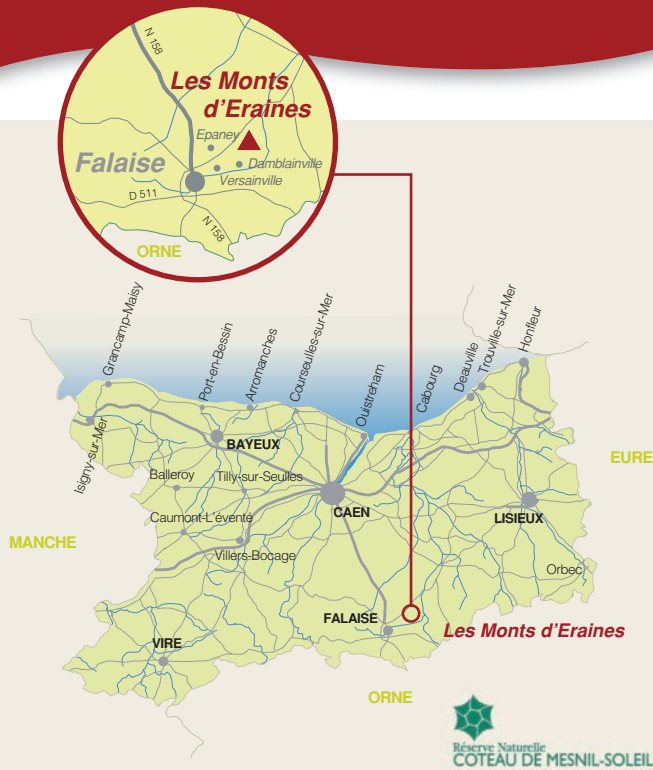 N 158
Les Monts
d'Eraines
Epaney
Falaise
Damblainville
Versainville
D 511
N 158
ORNE
Grancamp-Maisy
Port-en-Bessin
Arromanches
Courseulles-sur-Mer
Ouistreham
Cabourg
Deauville
Trouville-sur-Mer
Honfleur
Isigny-sur-Mer
BAYEUX
EURE
Balleroy
Tilly-sur-Seulles
CAEN
LISIEUX
Caumont-L'éventé
MANCHE
Villers-Bocage
Orbec
FALAISE
Les Monts d'Eraines
VIRE
ORNE
Réserve Naturelle
COTEAU DE MESNIL-SOLEIL